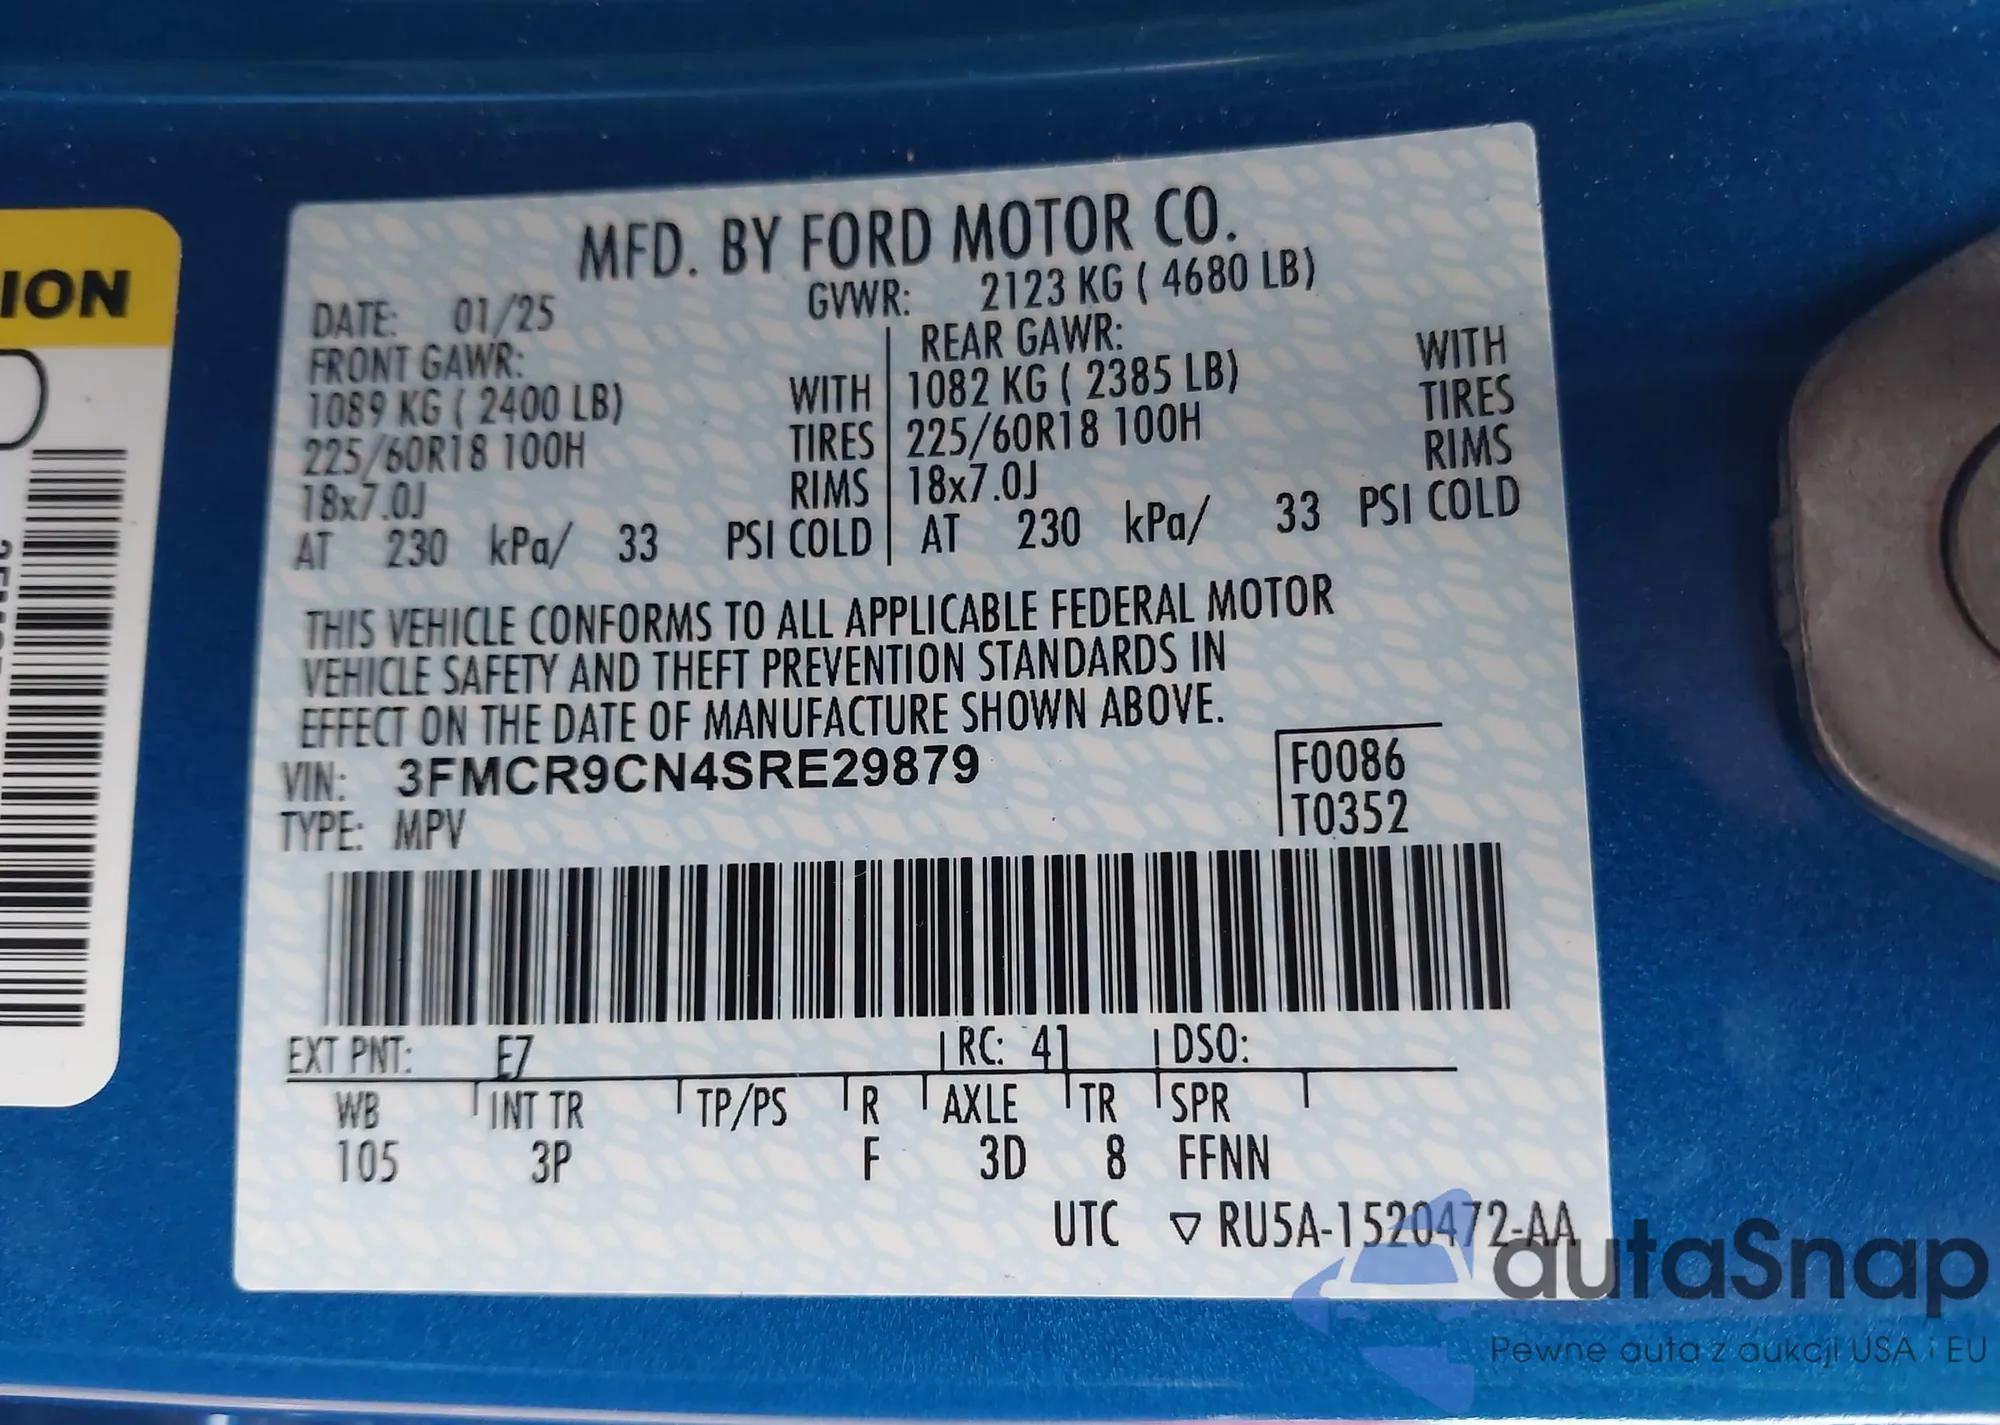 ION
MFD. BY FORD MOTOR CO.
DATE: 01/25 GVWR: 2123 KG ( 4680 LB)
FRONT GAWR: REAR GAWR:
1089 KG ( 2400 LB) WITH 1082 KG ( 2385 LB) WITH
225/60R18 100H TIRES 225/60R18 100H TIRES
18x7.0J RIMS 18x7.0J RIMS
AT 230 kPa/ 33 PSI COLD AT 230 kPa/ 33 PSI COLD
THIS VEHICLE CONFORMS TO ALL APPLICABLE FEDERAL MOTOR
VEHICLE SAFETY AND THEFT PREVENTION STANDARDS IN
EFFECT ON THE DATE OF MANUFACTURE SHOWN ABOVE.
VIN: 3FMCR9CN4SRE29879 F0086
TYPE: MPV T0352
EXT PNT: E7 RC: 41 DSO:
WB INT TR TP/PS R AXLE TR SPR
105 3P F 3D 8 FFNN
UTC ▽ RU5A-1520472-AA
autaSnap
Pewne auta z aukcji USA i EU